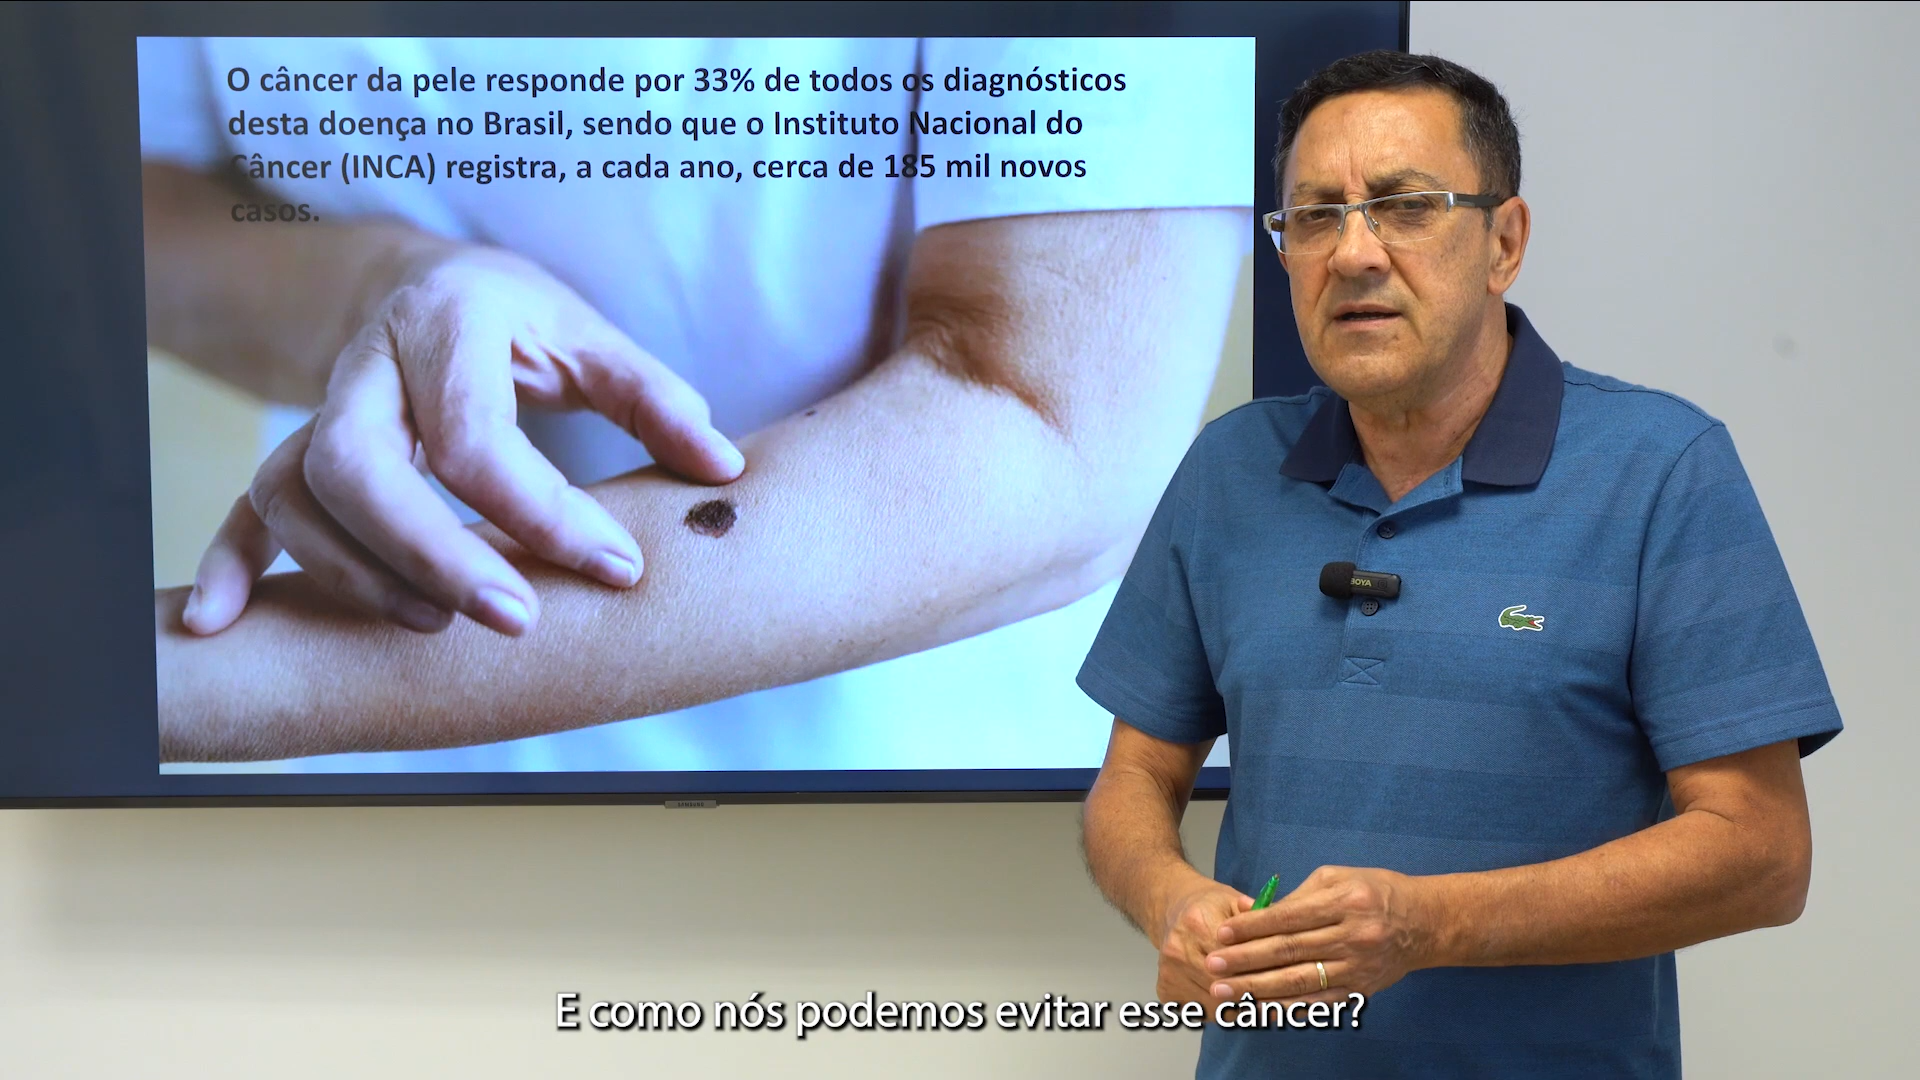 O câncer da pele responde por 33% de todos os diagnósticos
desta doença no Brasil, sendo que o Instituto Nacional do
Câncer (INCA) registra, a cada ano, cerca de 185 mil novos
casos.
BOYA
SAMSUNG
E como nós podemos evitar esse câncer?